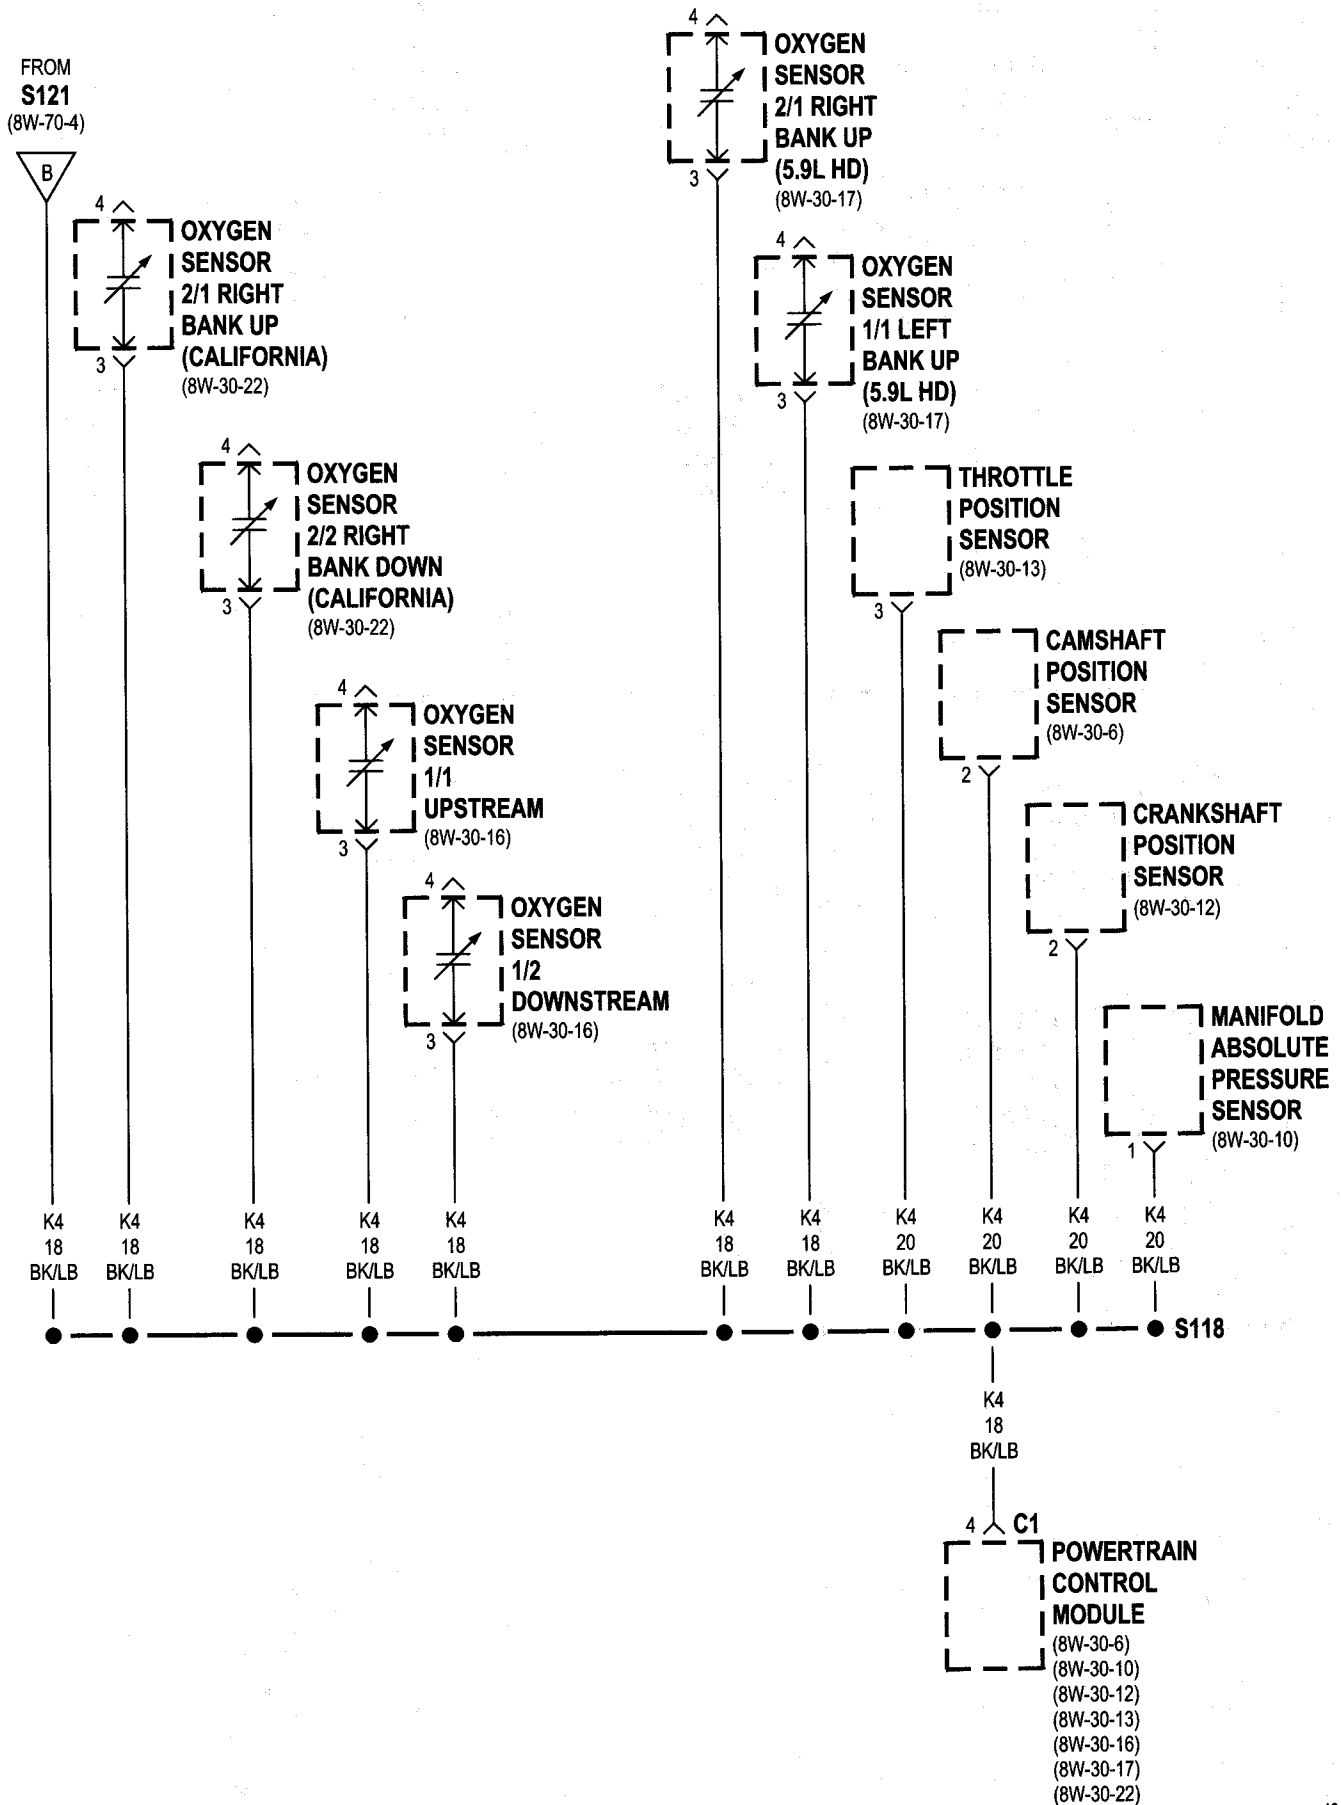 FROM
S121
(8W-70-4)
B
4
OXYGEN
SENSOR
2/1 RIGHT
BANK UP
(CALIFORNIA)
(8W-30-22)
3
4
OXYGEN
SENSOR
2/2 RIGHT
BANK DOWN
(CALIFORNIA)
(8W-30-22)
3
4
OXYGEN
SENSOR
1/1
UPSTREAM
(8W-30-16)
3
4
OXYGEN
SENSOR
1/2
DOWNSTREAM
(8W-30-16)
3
4
OXYGEN
SENSOR
2/1 RIGHT
BANK UP
(5.9L HD)
(8W-30-17)
3
4
OXYGEN
SENSOR
1/1 LEFT
BANK UP
(5.9L HD)
(8W-30-17)
3
THROTTLE
POSITION
SENSOR
(8W-30-13)
3
CAMSHAFT
POSITION
SENSOR
(8W-30-6)
2
CRANKSHAFT
POSITION
SENSOR
(8W-30-12)
2
MANIFOLD
ABSOLUTE
PRESSURE
SENSOR
(8W-30-10)
1
K4 K4 K4 K4 K4 K4 K4 K4 K4 K4 K4
18 18 18 18 18 18 18 20 20 20 20
BK/LB BK/LB BK/LB BK/LB BK/LB BK/LB BK/LB BK/LB BK/LB BK/LB BK/LB
S118
K4
18
BK/LB
4 C1
POWERTRAIN
CONTROL
MODULE
(8W-30-6)
(8W-30-10)
(8W-30-12)
(8W-30-13)
(8W-30-16)
(8W-30-17)
(8W-30-22)